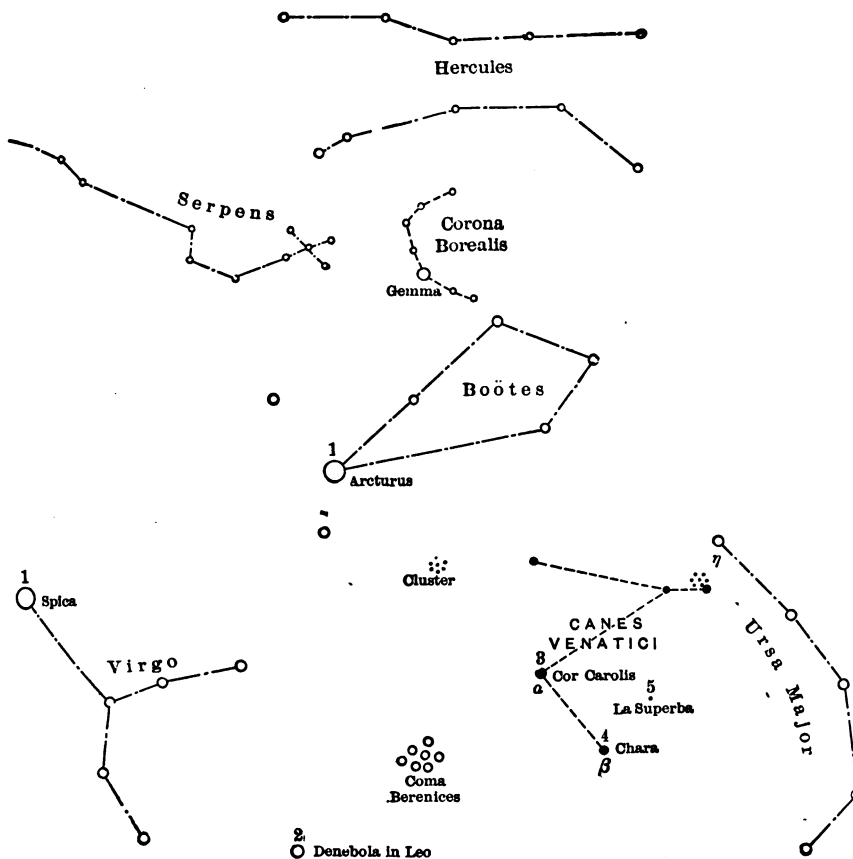 Hercules
Serpens
Corona
Borealis
Gemma
Boötes
1
Arcturus
Cluster
η
1
Spica
Virgo
CANES
VENATICI
3
Cor Carolis
α
5
La Superba
4
Chara
β
Ursa Major
Coma
Berenices
2
Denebola in Leo